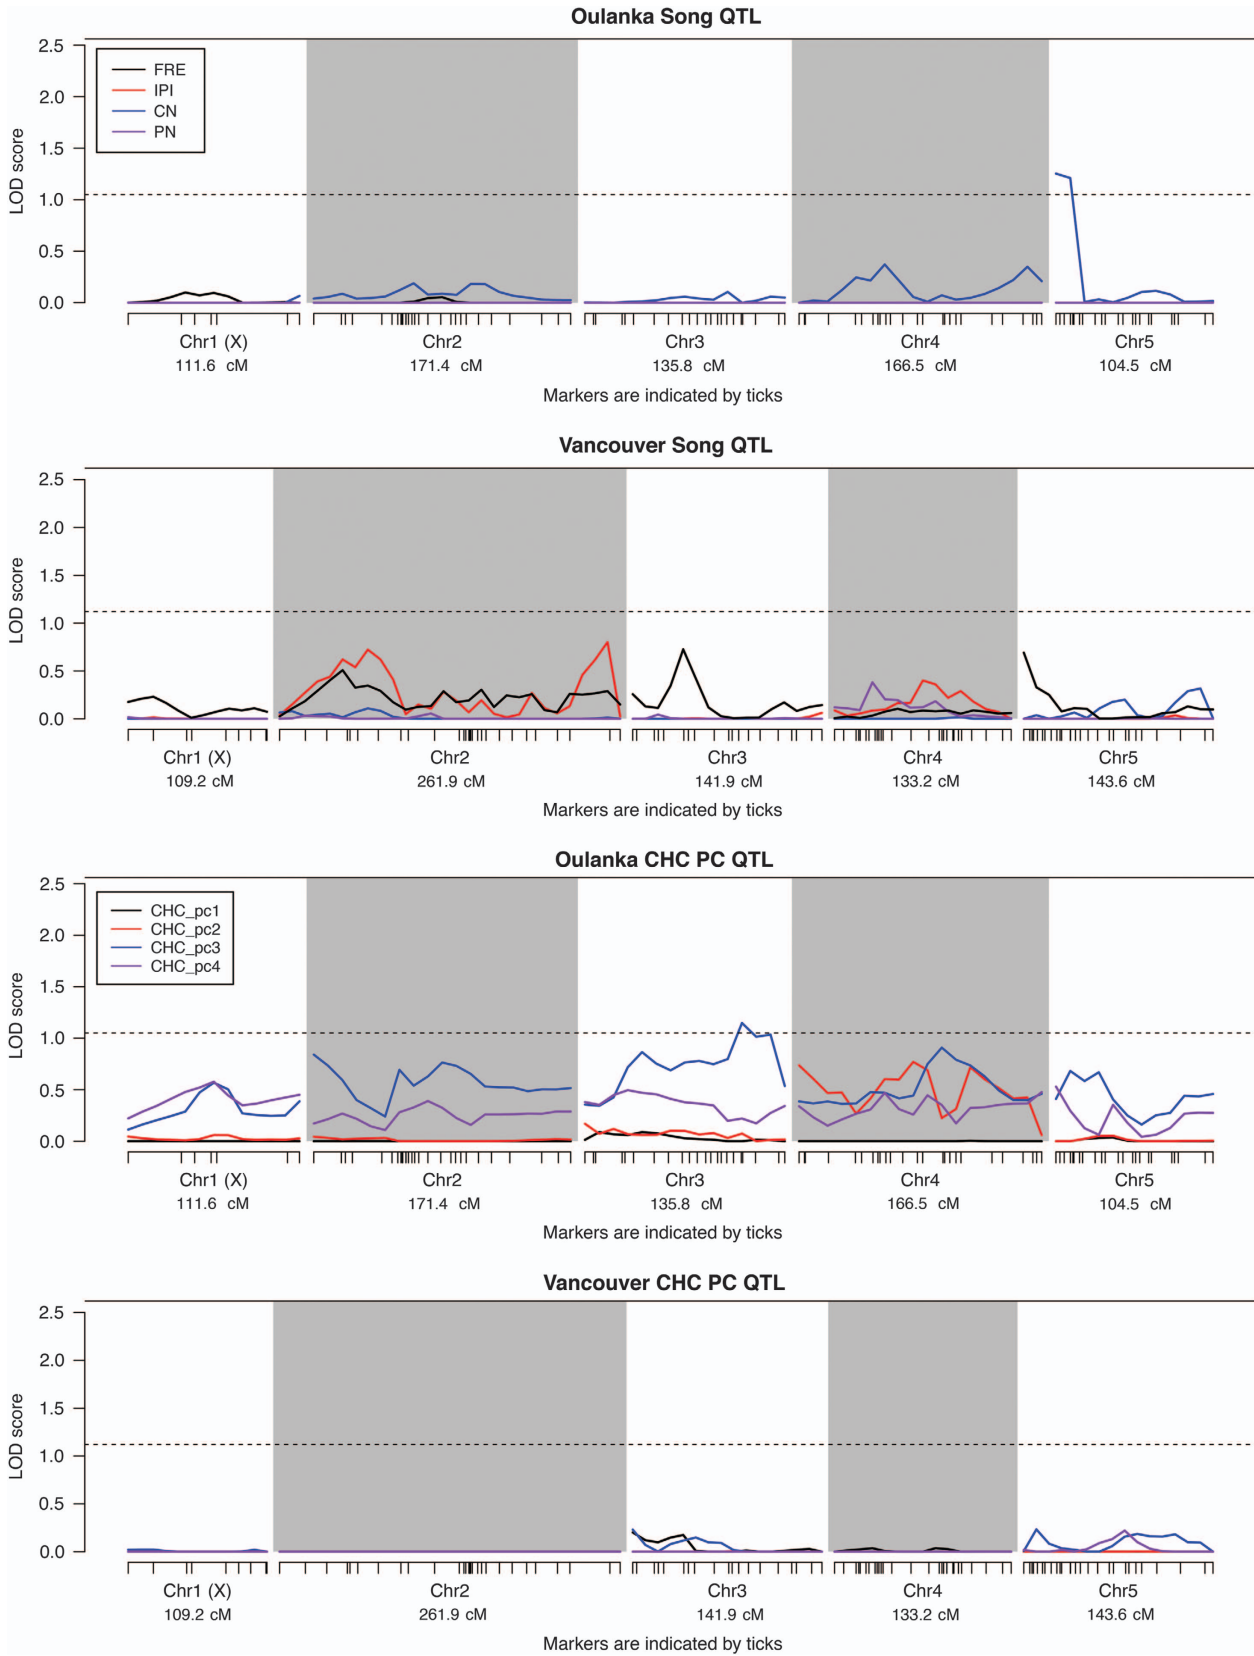 Oulanka Song QTL
2.5
2.0
1.5
1.0
0.5
0.0
LOD score
FRE
IPI
CN
PN
Chr1 (X) Chr2 Chr3 Chr4 Chr5
111.6 cM 171.4 cM 135.8 cM 166.5 cM 104.5 cM
Markers are indicated by ticks
Vancouver Song QTL
2.5
2.0
1.5
1.0
0.5
0.0
LOD score
Chr1 (X) Chr2 Chr3 Chr4 Chr5
109.2 cM 261.9 cM 141.9 cM 133.2 cM 143.6 cM
Markers are indicated by ticks
Oulanka CHC PC QTL
2.5
2.0
1.5
1.0
0.5
0.0
LOD score
CHC_pc1
CHC_pc2
CHC_pc3
CHC_pc4
Chr1 (X) Chr2 Chr3 Chr4 Chr5
111.6 cM 171.4 cM 135.8 cM 166.5 cM 104.5 cM
Markers are indicated by ticks
Vancouver CHC PC QTL
2.5
2.0
1.5
1.0
0.5
0.0
LOD score
Chr1 (X) Chr2 Chr3 Chr4 Chr5
109.2 cM 261.9 cM 141.9 cM 133.2 cM 143.6 cM
Markers are indicated by ticks